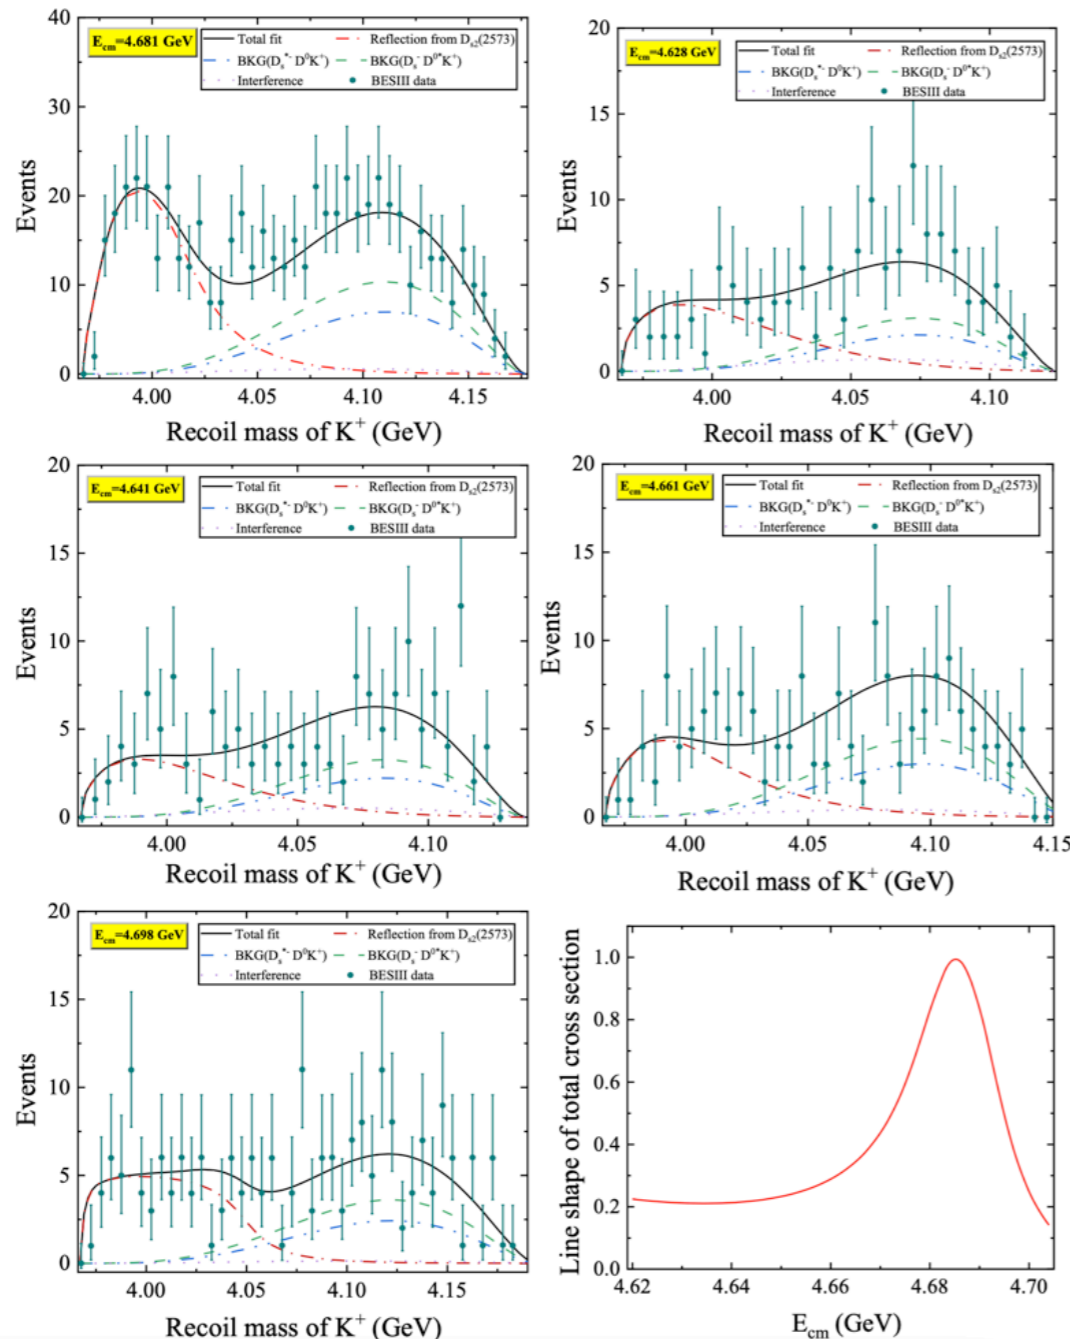 E_cm=4.681 GeV
Total fit
Reflection from D_s2(2573)
BKG(D_s^*- D^0K^+)
BKG(D_s^- D^0*K^+)
Interference
BESIII data
40
30
20
10
0
Events
4.00
4.05
4.10
4.15
Recoil mass of K^+ (GeV)
E_cm=4.628 GeV
Total fit
Reflection from D_s2(2573)
BKG(D_s^*- D^0K^+)
BKG(D_s^- D^0*K^+)
Interference
BESIII data
20
15
10
5
0
Events
4.00
4.05
4.10
Recoil mass of K^+ (GeV)
E_cm=4.641 GeV
Total fit
Reflection from D_s2(2573)
BKG(D_s^*- D^0K^+)
BKG(D_s^- D^0*K^+)
Interference
BESIII data
20
15
10
5
0
Events
4.00
4.05
4.10
Recoil mass of K^+ (GeV)
E_cm=4.661 GeV
Total fit
Reflection from D_s2(2573)
BKG(D_s^*- D^0K^+)
BKG(D_s^- D^0*K^+)
Interference
BESIII data
20
15
10
5
0
Events
4.00
4.05
4.10
4.15
Recoil mass of K^+ (GeV)
E_cm=4.698 GeV
Total fit
Reflection from D_s2(2573)
BKG(D_s^*- D^0K^+)
BKG(D_s^- D^0*K^+)
Interference
BESIII data
20
15
10
5
0
Events
4.00
4.05
4.10
4.15
Recoil mass of K^+ (GeV)
Line shape of total cross section
1.0
0.8
0.6
0.4
0.2
0.0
4.62
4.64
4.66
4.68
4.70
E_cm (GeV)